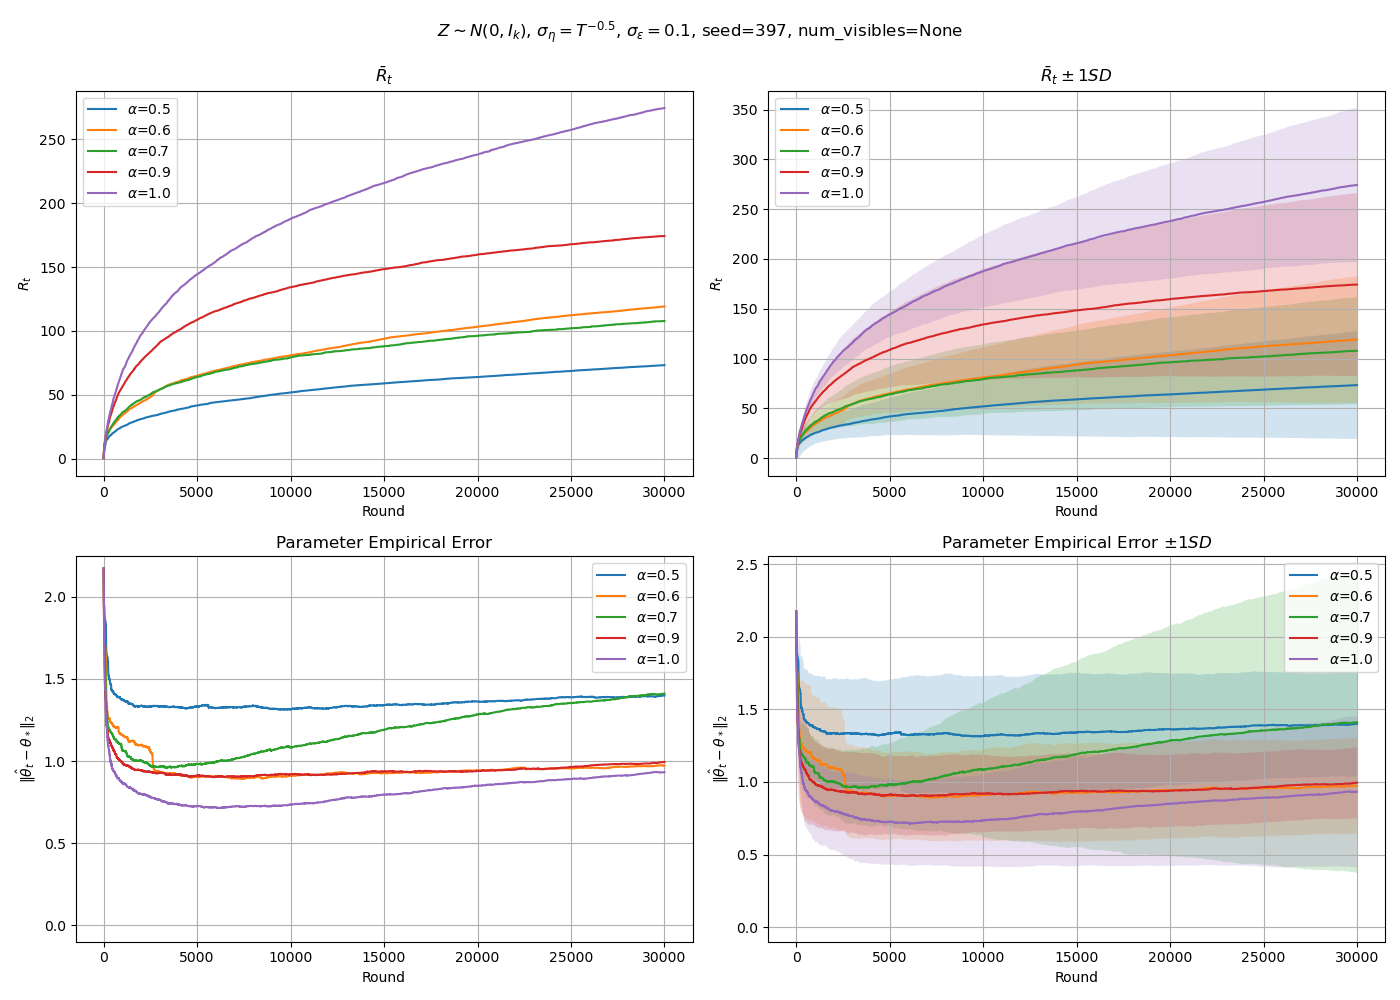 Z ~ N(0, I_k), σ_η = T^{-0.5}, σ_ε = 0.1, seed=397, num_visibles=None
R̄_t
R_t
250
200
150
100
50
0
α=0.5
α=0.6
α=0.7
α=0.9
α=1.0
0 5000 10000 15000 20000 25000 30000
Round
R̄_t ± 1SD
R_t
350
300
250
200
150
100
50
0
α=0.5
α=0.6
α=0.7
α=0.9
α=1.0
0 5000 10000 15000 20000 25000 30000
Round
Parameter Empirical Error
‖θ̂_t − θ_*‖_2
2.0
1.5
1.0
0.5
0.0
α=0.5
α=0.6
α=0.7
α=0.9
α=1.0
0 5000 10000 15000 20000 25000 30000
Round
Parameter Empirical Error ±1SD
‖θ̂_t − θ_*‖_2
2.5
2.0
1.5
1.0
0.5
0.0
α=0.5
α=0.6
α=0.7
α=0.9
α=1.0
0 5000 10000 15000 20000 25000 30000
Round